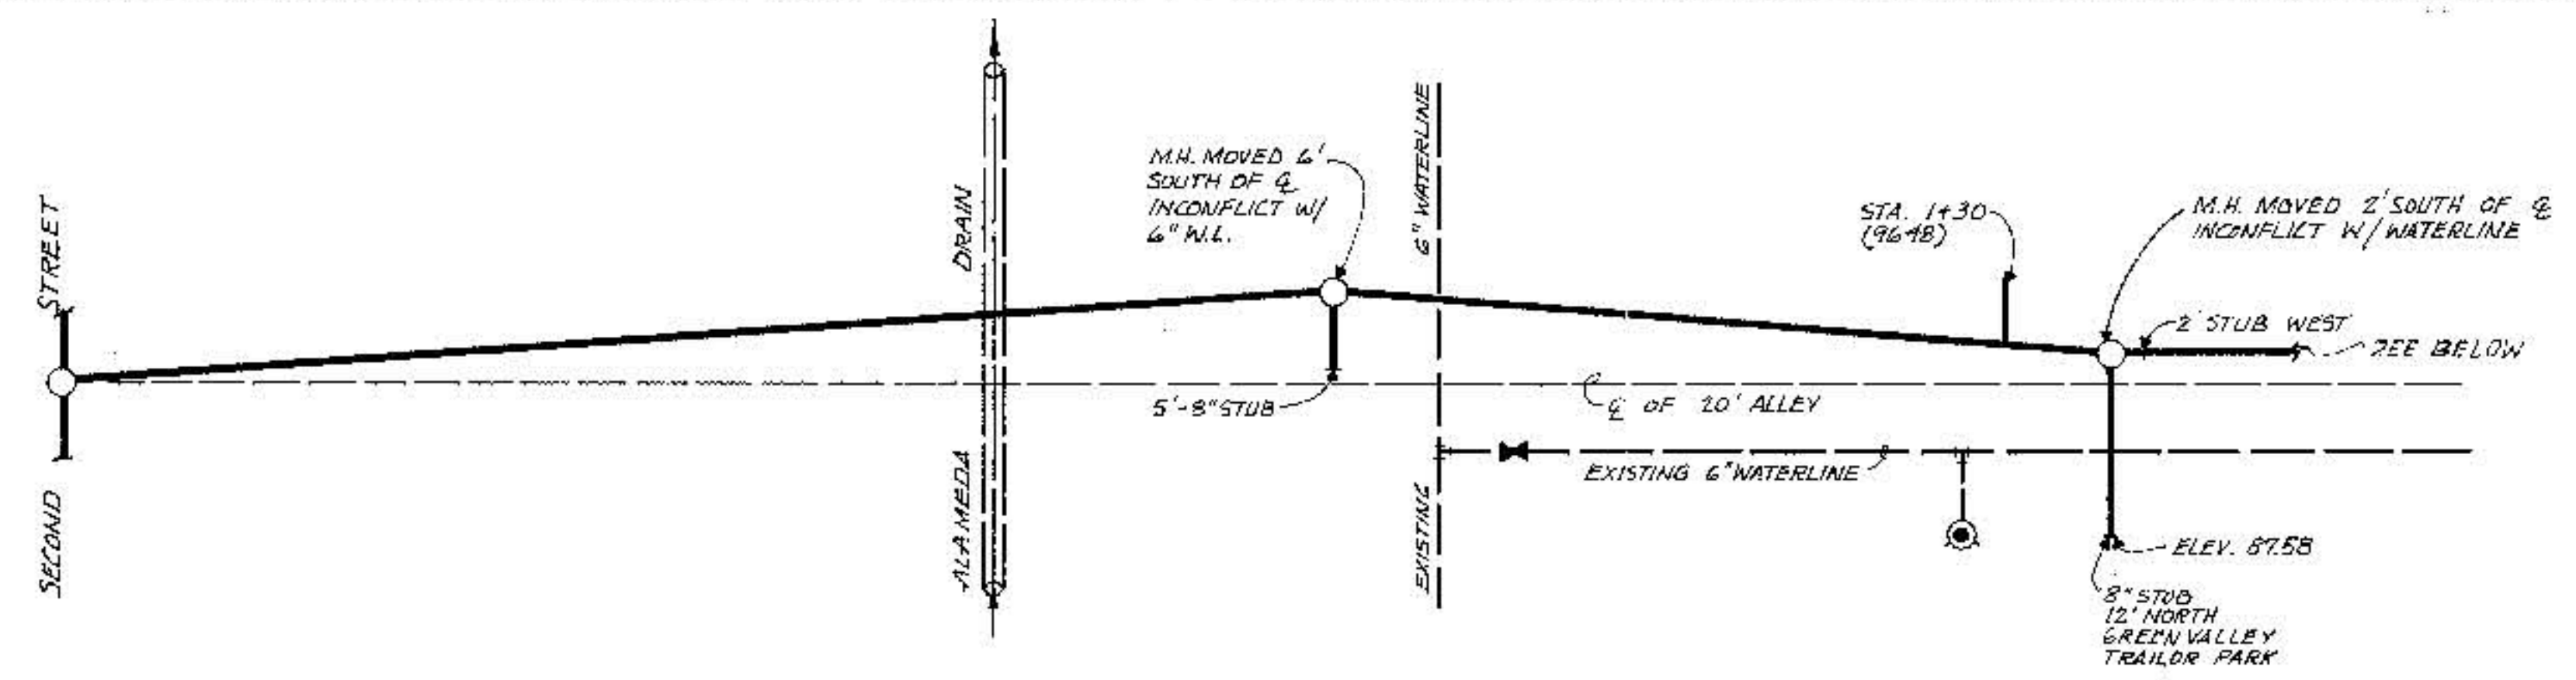 SECOND STREET
ALAMEDA DRAIN
M.H. MOVED 6'
SOUTH OF ℄
INCONFLICT W/
6" W.L.
5'-8" STUB
EXISTING 6" WATERLINE
STA. 1+30
(96.48)
M.H. MOVED 2' SOUTH OF ℄
INCONFLICT W/ WATERLINE
2' STUB WEST
SEE BELOW
℄ OF 20' ALLEY
EXISTING 6" WATERLINE
ELEV. 87.58
8" STUB
12' NORTH
GREEN VALLEY
TRAILOR PARK